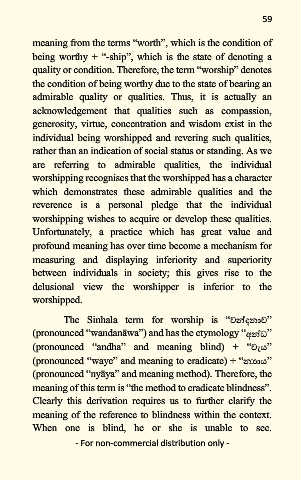 59
meaning from the terms “worth”, which is the condition of
being worthy + “-ship”, which is the state of denoting a
quality or condition. Therefore, the term “worship” denotes
the condition of being worthy due to the state of bearing an
admirable quality or qualities. Thus, it is actually an
acknowledgement that qualities such as compassion,
generosity, virtue, concentration and wisdom exist in the
individual being worshipped and revering such qualities,
rather than an indication of social status or standing. As we
are referring to admirable qualities, the individual
worshipping recognises that the worshipped has a character
which demonstrates these admirable qualities and the
reverence is a personal pledge that the individual
worshipping wishes to acquire or develop these qualities.
Unfortunately, a practice which has great value and
profound meaning has over time become a mechanism for
measuring and displaying inferiority and superiority
between individuals in society; this gives rise to the
delusional view the worshipper is inferior to the
worshipped.
The Sinhala term for worship is “වන්දනාව”
(pronounced “wandanāwa”) and has the etymology “අන්ධ”
(pronounced “andha” and meaning blind) + “වැය”
(pronounced “waye” and meaning to eradicate) + “න්‍යාය”
(pronounced “nyāya” and meaning method). Therefore, the
meaning of this term is “the method to eradicate blindness”.
Clearly this derivation requires us to further clarify the
meaning of the reference to blindness within the context.
When one is blind, he or she is unable to see.
- For non-commercial distribution only -